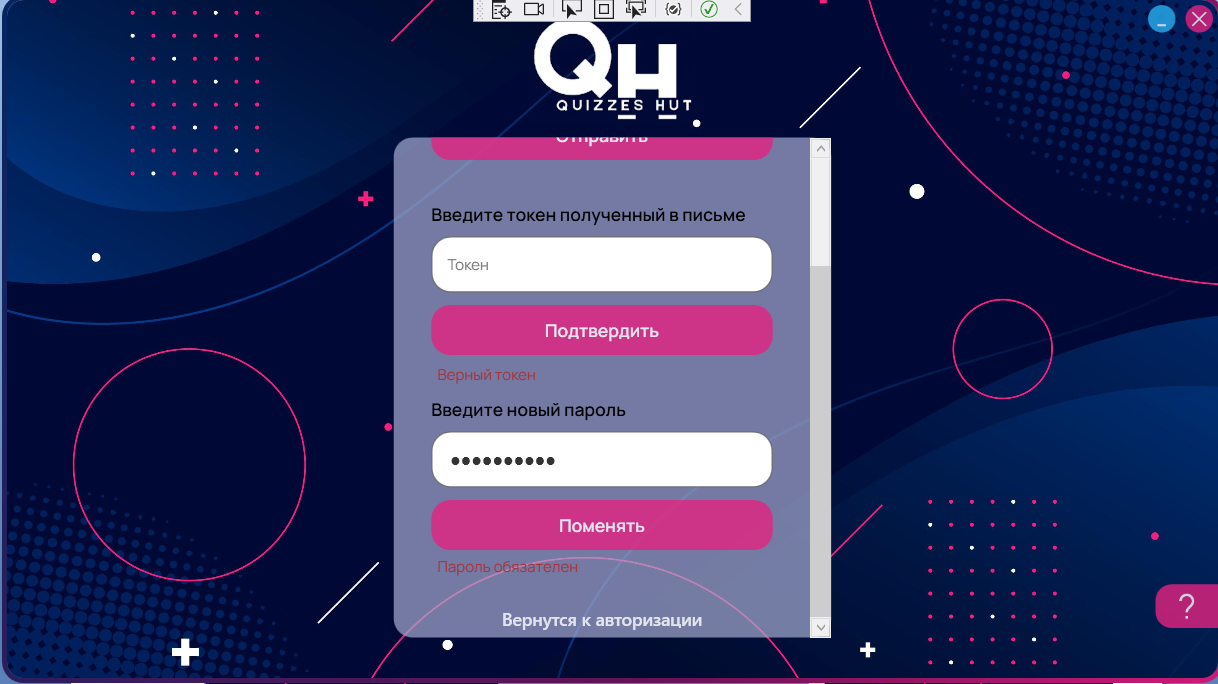 QH
QUIZZES HUT
Отправить
Введите токен полученный в письме
Токен
Подтвердить
Верный токен
Введите новый пароль
Поменять
Пароль обязателен
Вернутся к авторизации
?